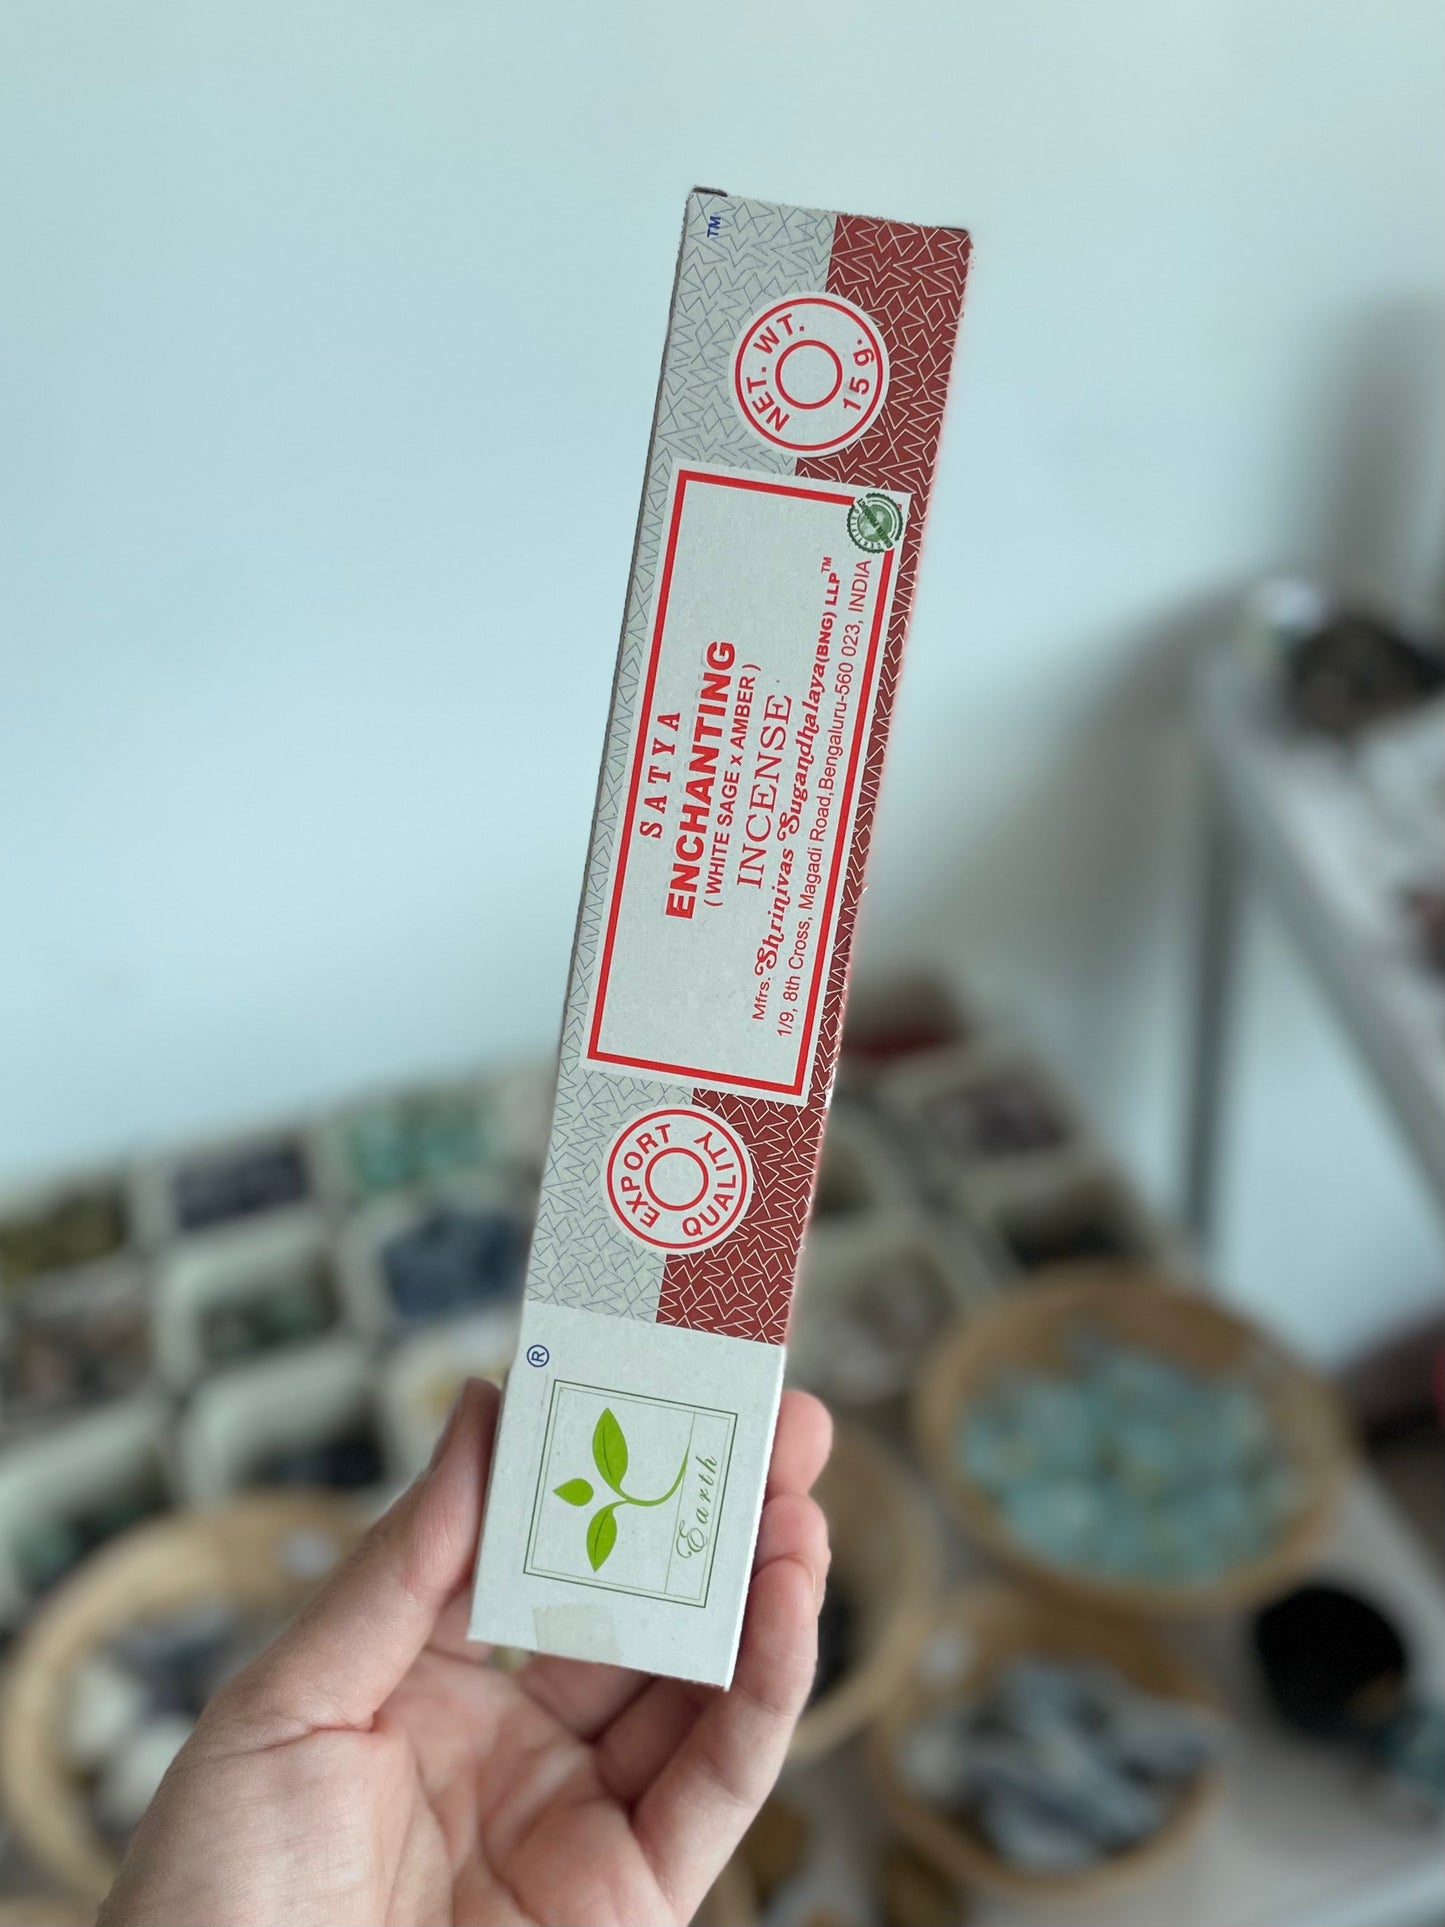 TM
NET. WT.
15 g.
SATYA
ENCHANTING
( WHITE SAGE x AMBER )
INCENSE
Mfrs. Shrinivas Sugandhalaya (BNG) LLP™
1/9, 8th Cross, Magadi Road, Bengaluru-560 023, INDIA
EXPORT
QUALITY
®
Earth